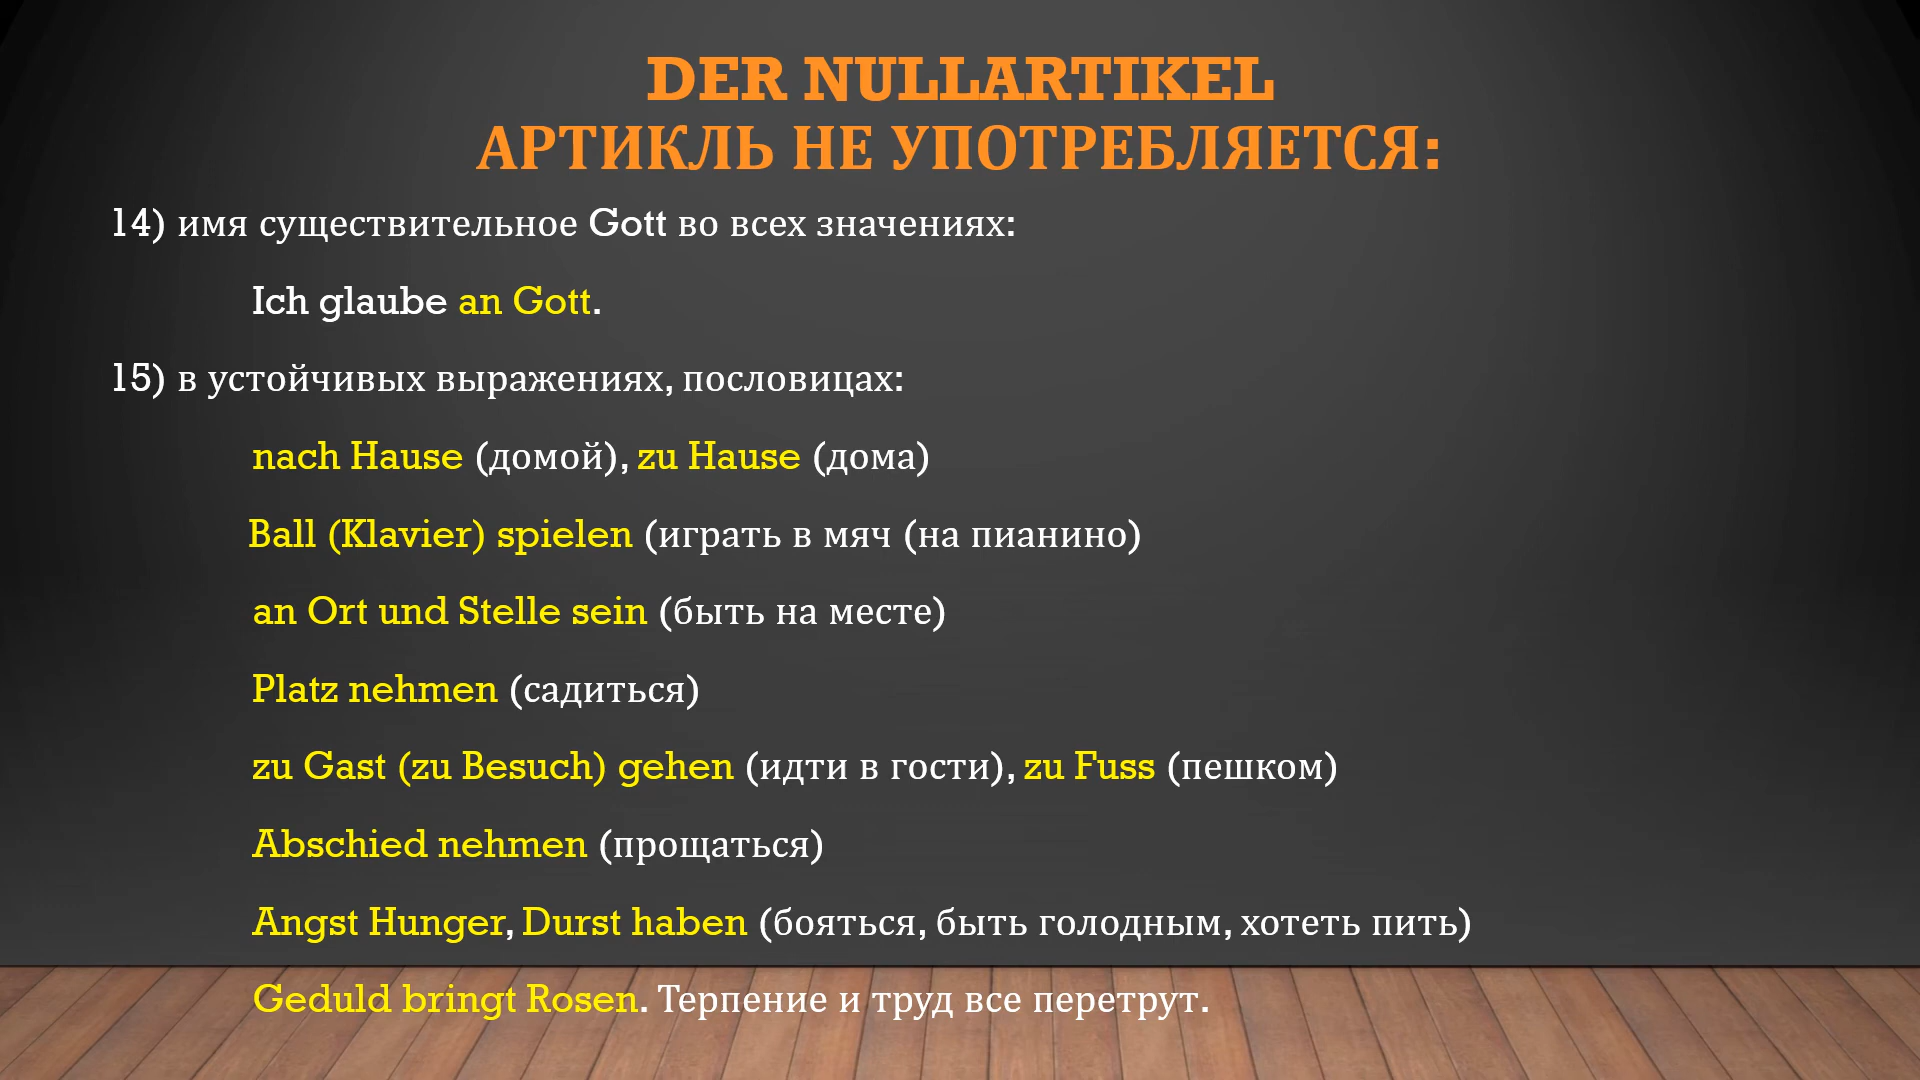 DER NULLARTIKEL
АРТИКЛЬ НЕ УПОТРЕБЛЯЕТСЯ:
14) имя существительное Gott во всех значениях:
Ich glaube an Gott.
15) в устойчивых выражениях, пословицах:
nach Hause (домой), zu Hause (дома)
Ball (Klavier) spielen (играть в мяч (на пианино)
an Ort und Stelle sein (быть на месте)
Platz nehmen (садиться)
zu Gast (zu Besuch) gehen (идти в гости), zu Fuss (пешком)
Abschied nehmen (прощаться)
Angst Hunger, Durst haben (бояться, быть голодным, хотеть пить)
Geduld bringt Rosen. Терпение и труд все перетрут.